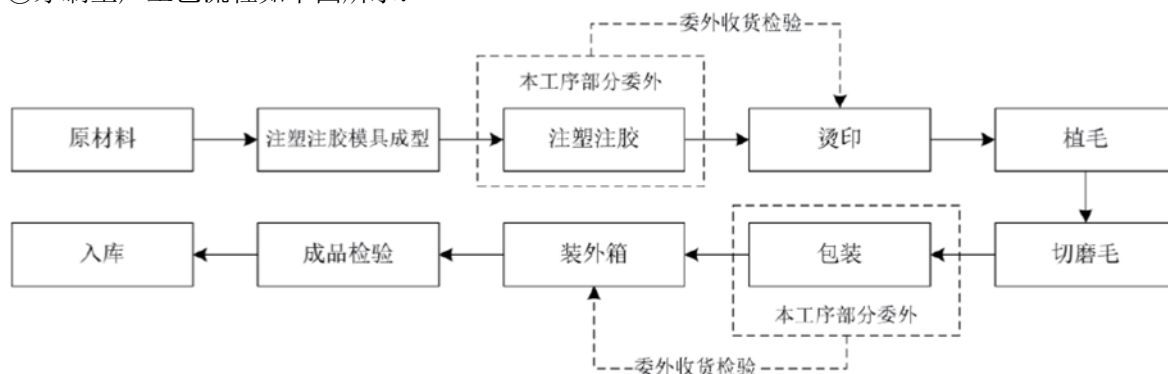 牙刷生产工艺流程如下图所示：
委外收货检验
本工序部分委外
原材料
注塑注胶模具成型
注塑注胶
烫印
植毛
入库
成品检验
装外箱
包装
切磨毛
本工序部分委外
委外收货检验